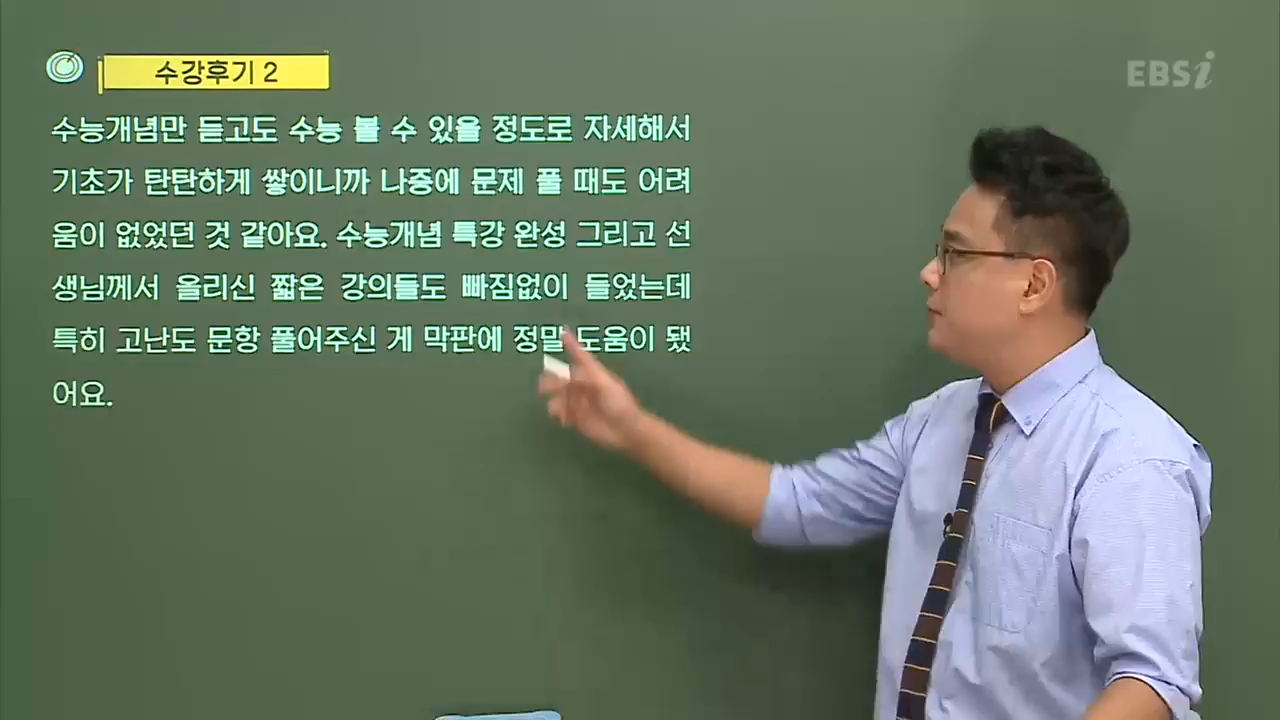 수강후기 2
EBSi
수능개념만 듣고도 수능 볼 수 있을 정도로 자세해서
기초가 탄탄하게 쌓이니까 나중에 문제 풀 때도 어려
움이 없었던 것 같아요. 수능개념 특강 완성 그리고 선
생님께서 올리신 짧은 강의들도 빠짐없이 들었는데
특히 고난도 문항 풀어주신 게 막판에 정말 도움이 됐
어요.